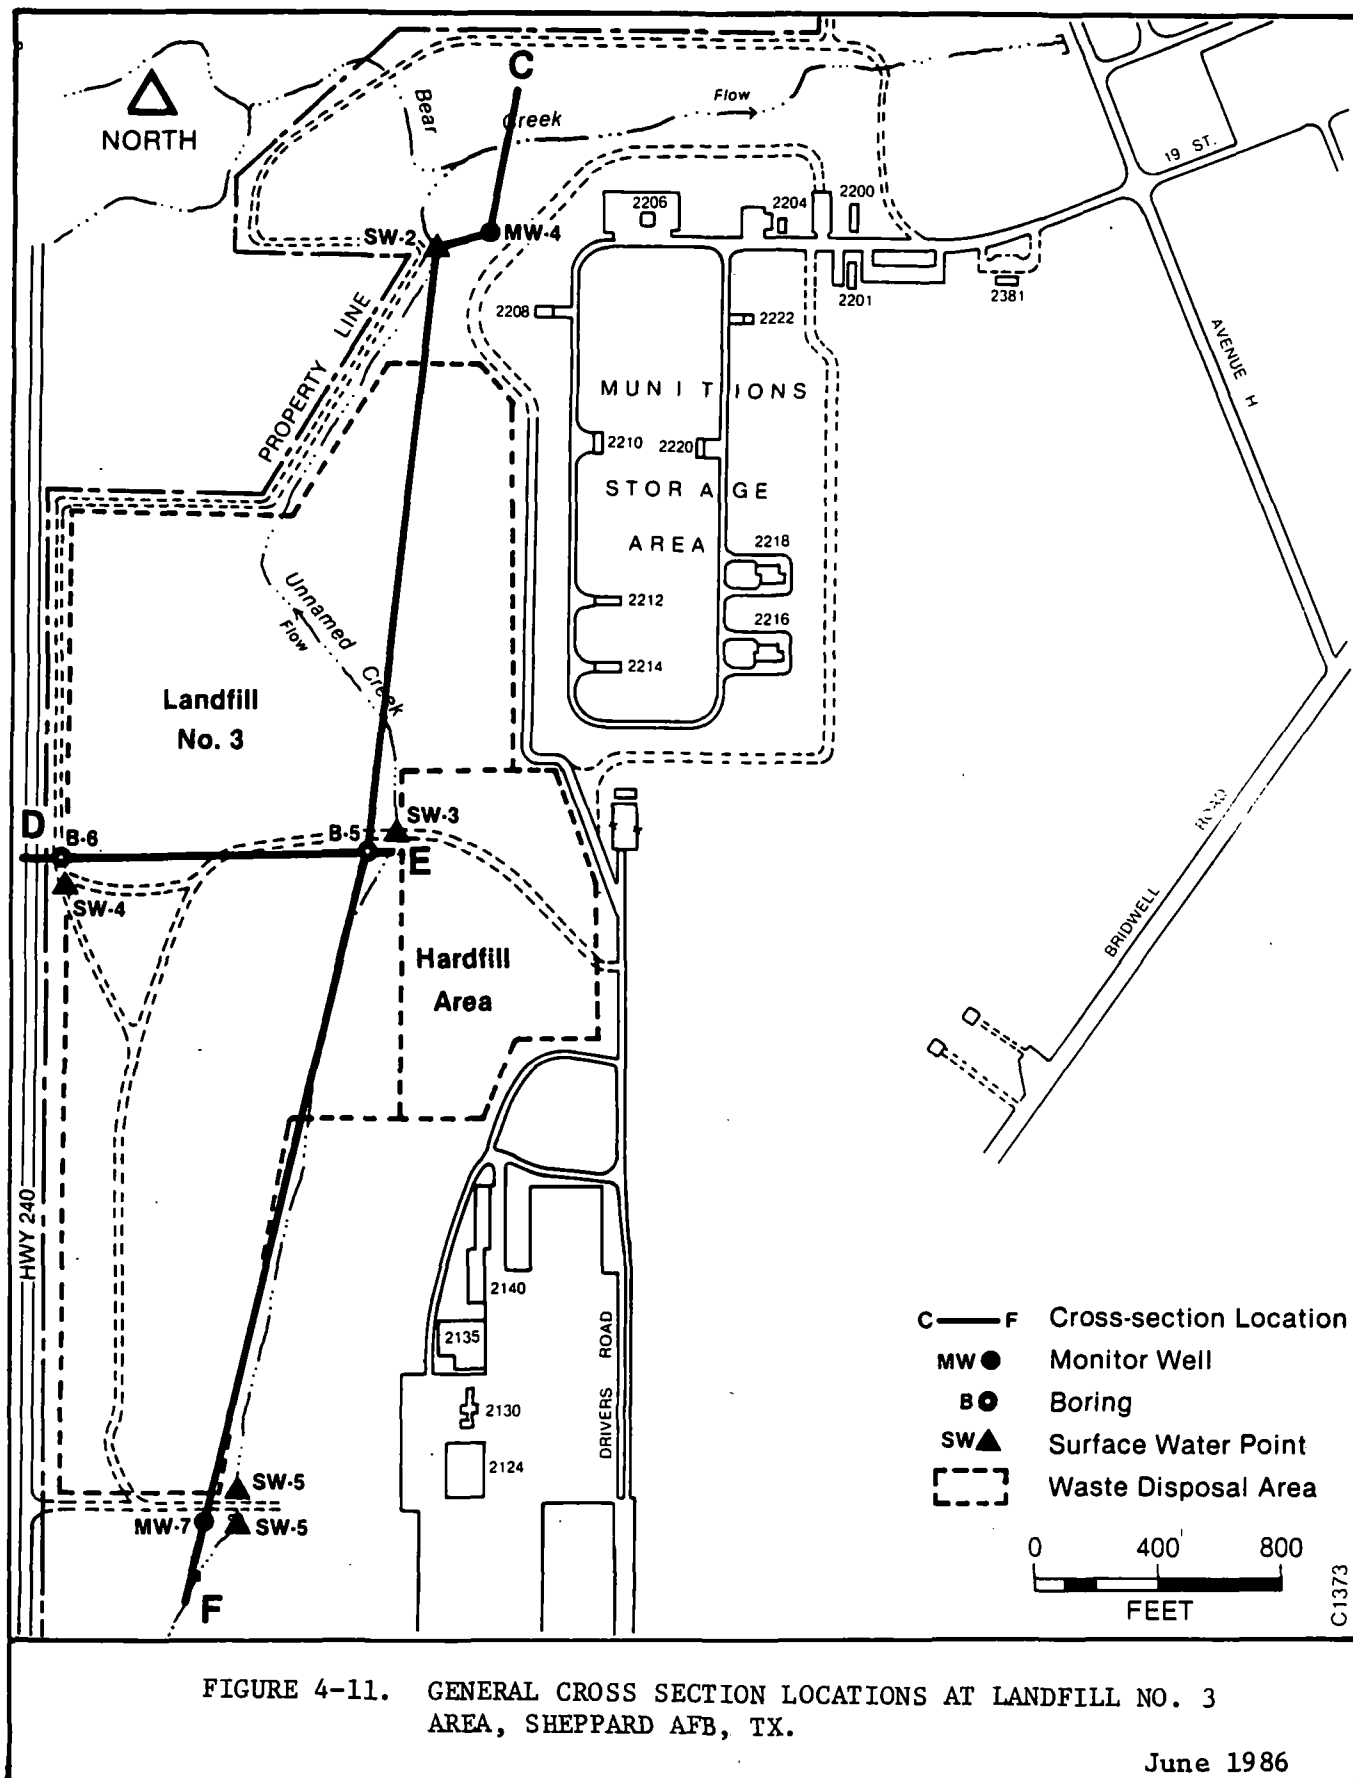 C
Bear
Creek
Flow
NORTH
19 ST.
2206
2204
2200
SW-2
MW-4
2201
2381
2208
2222
PROPERTY LINE
AVENUE H
MUNITIONS
2210
2220
STORAGE
AREA
2218
Unnamed Creek
Flow
2212
2216
2214
Landfill
No. 3
D
B-6
B-5
SW-3
E
SW-4
BRIDWELL ROAD
Hardfill
Area
HWY 240
2140
2135
DRIVERS ROAD
2130
2124
SW-5
MW-7
SW-5
F
C F Cross-section Location
MW Monitor Well
B Boring
SW Surface Water Point
Waste Disposal Area
0 400 800
FEET
C1373
FIGURE 4-11. GENERAL CROSS SECTION LOCATIONS AT LANDFILL NO. 3
AREA, SHEPPARD AFB, TX.
June 1986